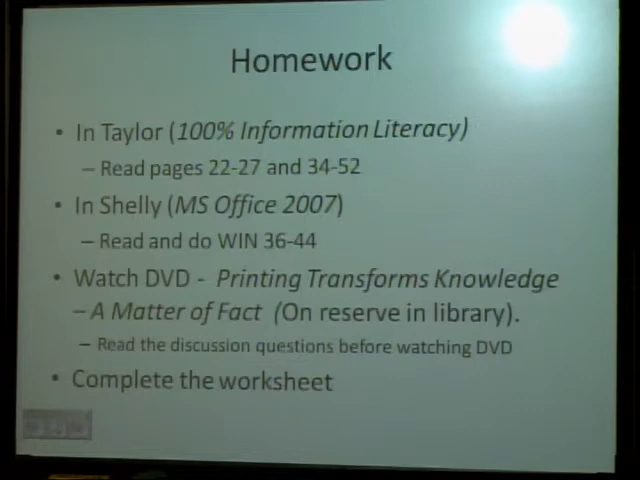 Homework
• In Taylor (100% Information Literacy)
– Read pages 22-27 and 34-52
• In Shelly (MS Office 2007)
– Read and do WIN 36-44
• Watch DVD - Printing Transforms Knowledge
– A Matter of Fact (On reserve in library).
– Read the discussion questions before watching DVD
• Complete the worksheet